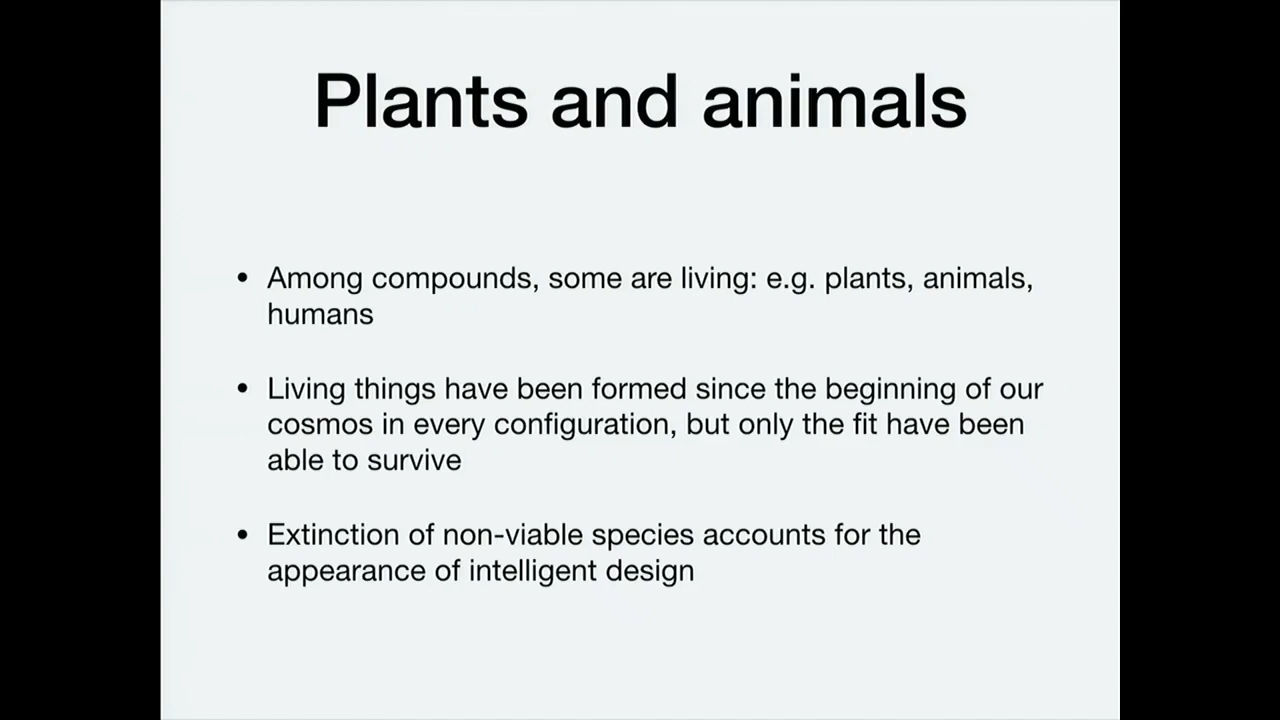 Plants and animals
• Among compounds, some are living: e.g. plants, animals,
humans
• Living things have been formed since the beginning of our
cosmos in every configuration, but only the fit have been
able to survive
• Extinction of non-viable species accounts for the
appearance of intelligent design